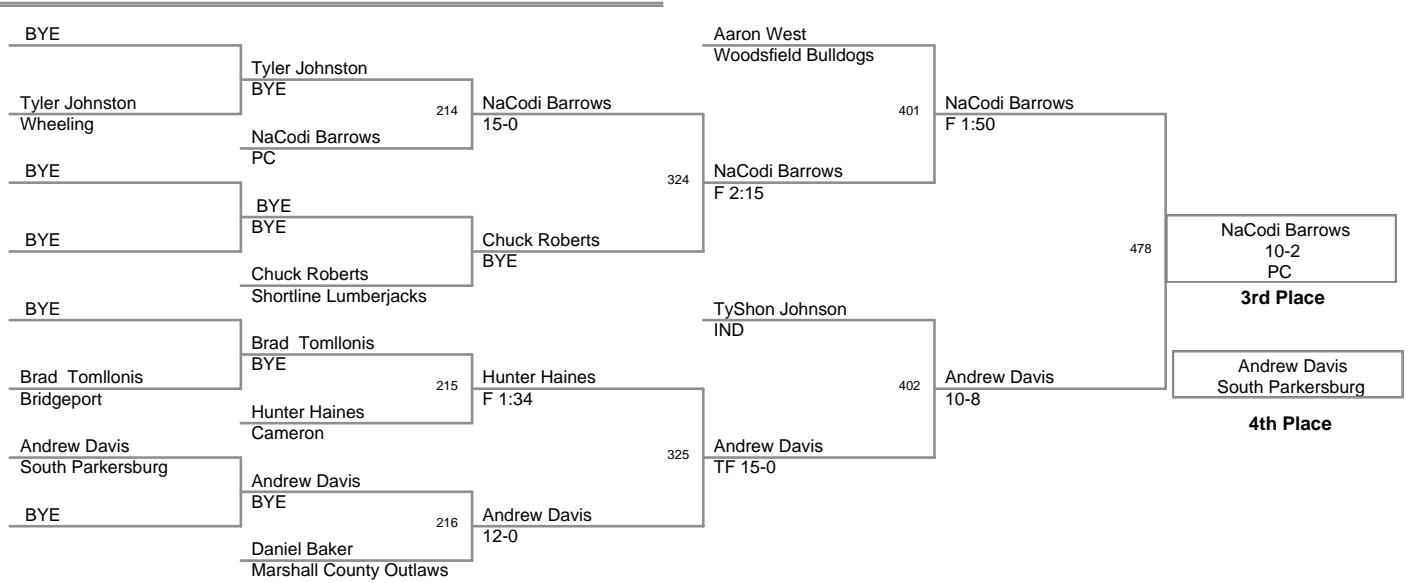 BYE
Tyler Johnston
Wheeling
BYE
BYE
BYE
Brad  Tomllonis
Bridgeport
Andrew Davis
South Parkersburg
BYE
Tyler Johnston
BYE
NaCodi Barrows
PC
BYE
BYE
Chuck Roberts
Shortline Lumberjacks
Brad  Tomllonis
BYE
Hunter Haines
Cameron
Andrew Davis
BYE
Daniel Baker
Marshall County Outlaws
214
215
216
NaCodi Barrows
15-0
Chuck Roberts
BYE
Hunter Haines
F 1:34
Andrew Davis
12-0
324
325
Aaron West
Woodsfield Bulldogs
NaCodi Barrows
F 2:15
TyShon Johnson
IND
Andrew Davis
TF 15-0
401
402
NaCodi Barrows
F 1:50
Andrew Davis
10-8
478
NaCodi Barrows
10-2
PC
3rd Place
Andrew Davis
South Parkersburg
4th Place